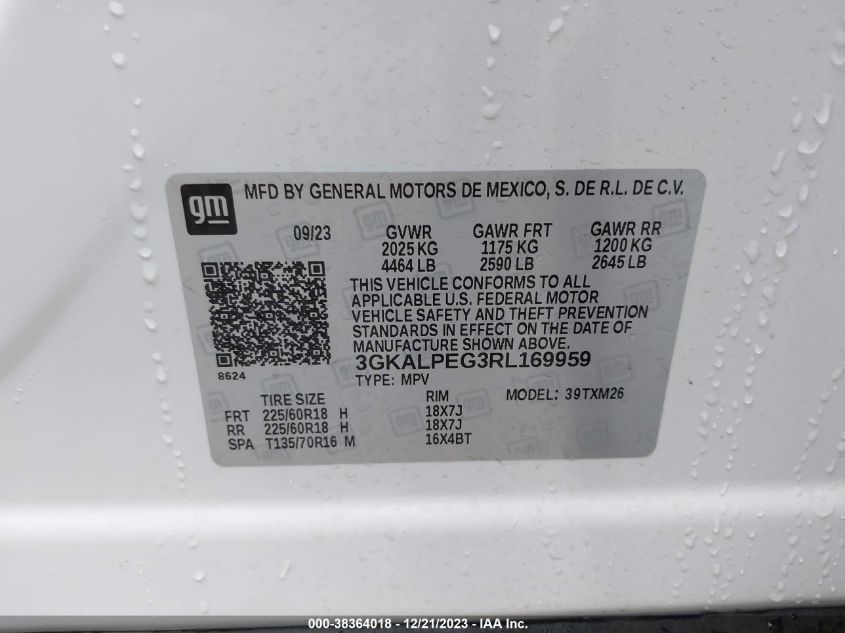 gm MFD BY GENERAL MOTORS DE MEXICO, S. DE R.L. DE C.V.
09/23 GVWR GAWR FRT GAWR RR
2025 KG 1175 KG 1200 KG
4464 LB 2590 LB 2645 LB
THIS VEHICLE CONFORMS TO ALL
APPLICABLE U.S. FEDERAL MOTOR
VEHICLE SAFETY AND THEFT PREVENTION
STANDARDS IN EFFECT ON THE DATE OF
MANUFACTURE SHOWN ABOVE.
3GKALPEG3RL169959
8624 TYPE: MPV
TIRE SIZE RIM MODEL: 39TXM26
FRT 225/60R18 H 18X7J
RR 225/60R18 H 18X7J
SPA T135/70R16 M 16X4BT
000-38364018 - 12/21/2023 - IAA Inc.